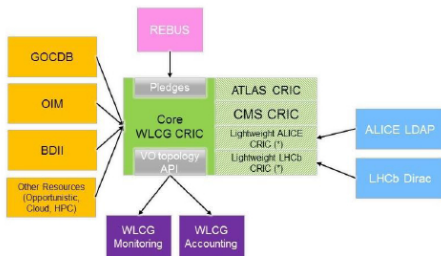 REBUS
GOCDB
OIM
BDII
Other Resources
(Opportunistic,
Cloud, HPC)
Pledges
Core
WLCG CRIC
VO topology
API
ATLAS CRIC
CMS CRIC
Lightweight ALICE
CRIC (*)
Lightweight LHCb
CRIC (*)
ALICE LDAP
LHCb Dirac
WLCG
Monitoring
WLCG
Accounting